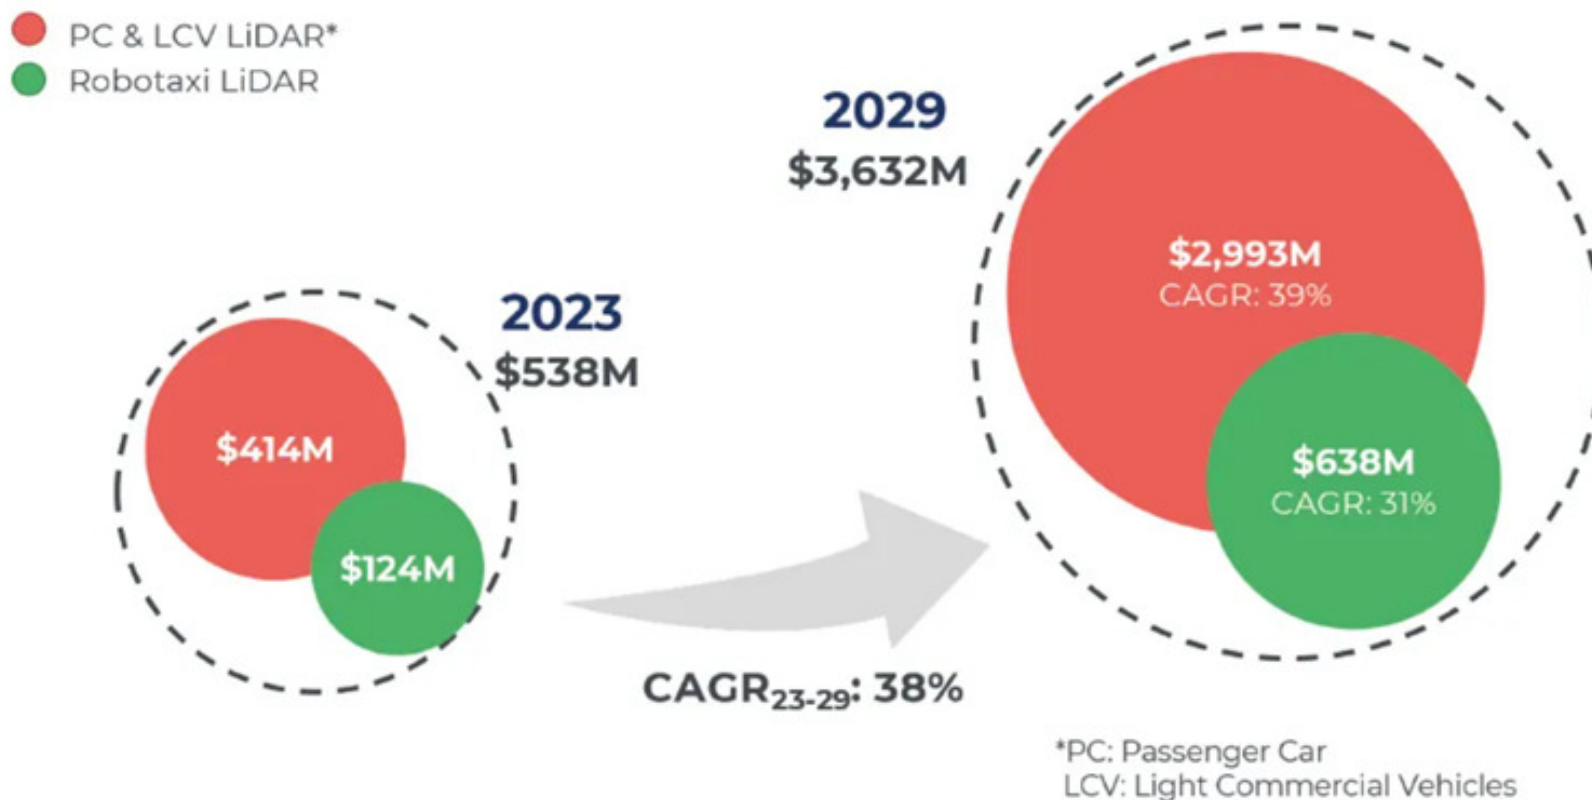 PC & LCV LiDAR*
Robotaxi LiDAR
2029
$3,632M
$2,993M
CAGR: 39%
2023
$538M
$414M
$638M
CAGR: 31%
$124M
CAGR23-29: 38%
*PC: Passenger Car
LCV: Light Commercial Vehicles